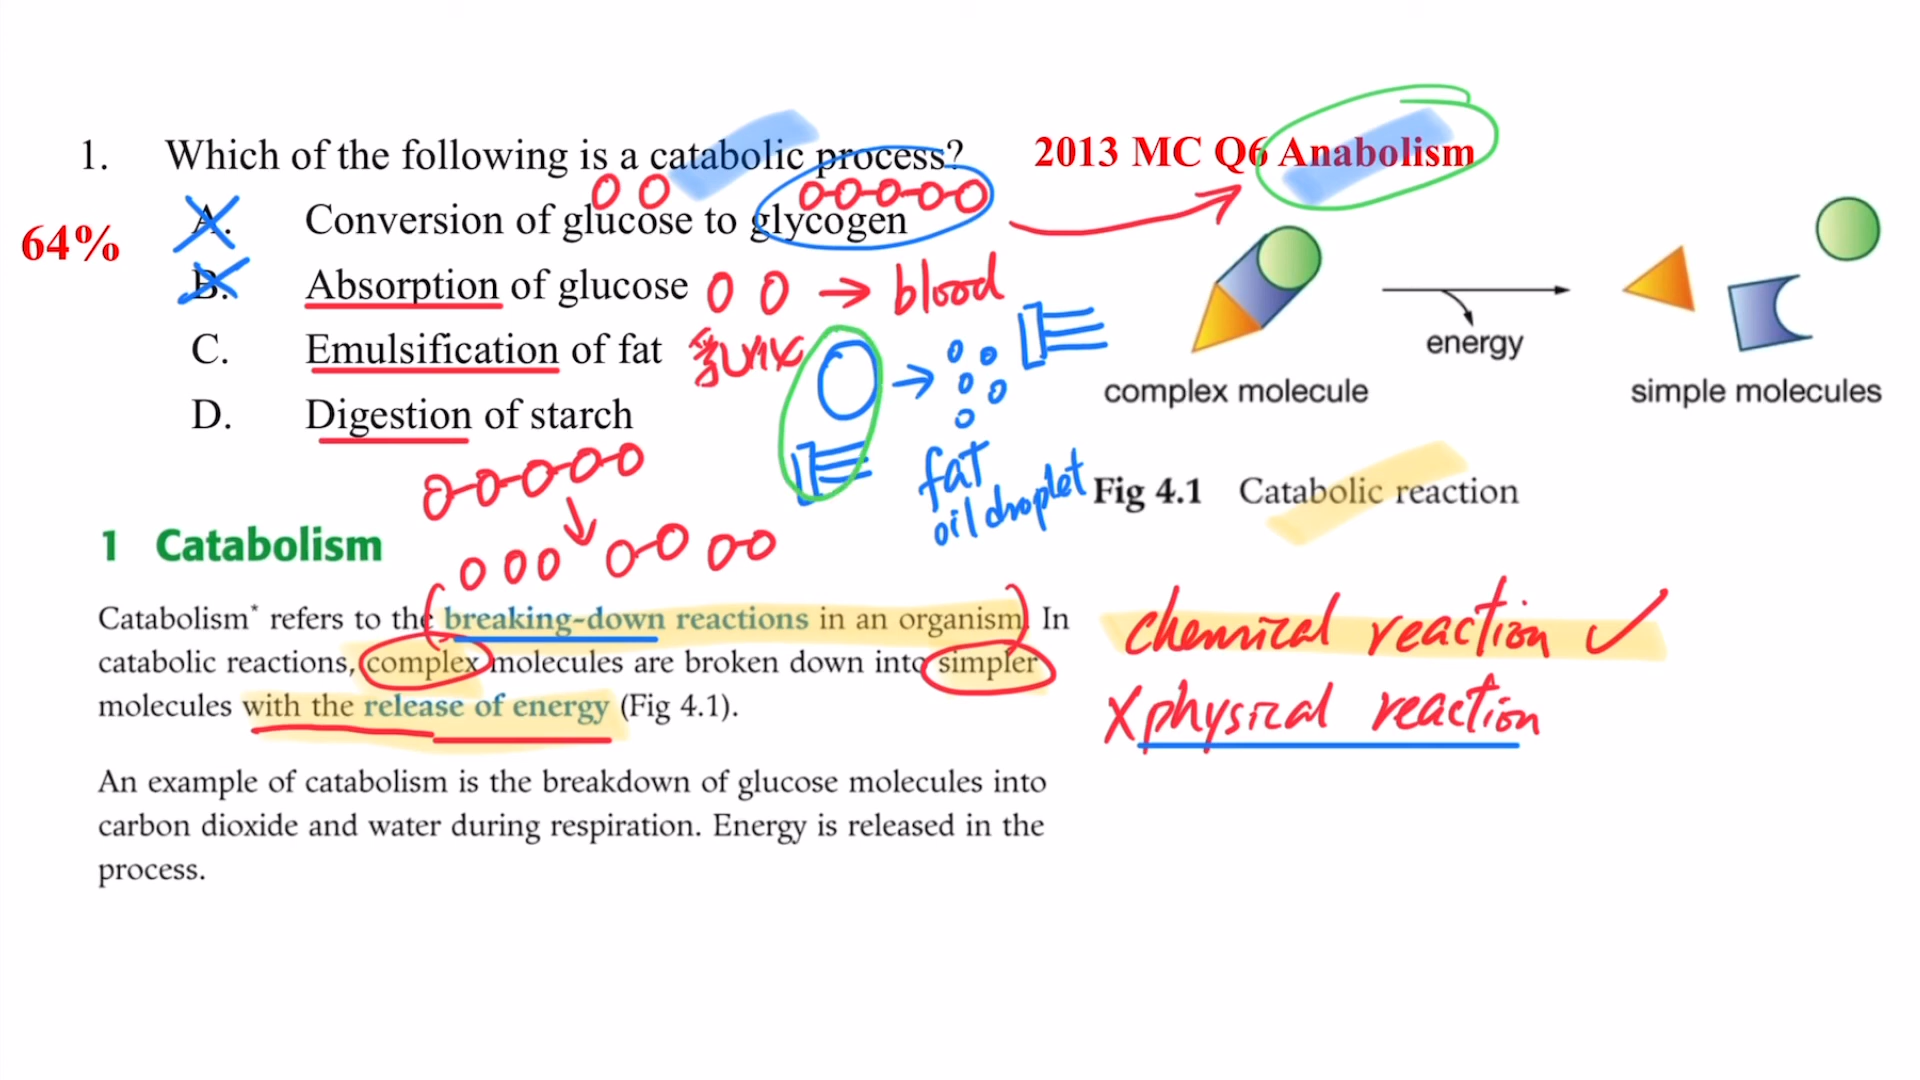 1. Which of the following is a catabolic process?
2013 MC Q6 Anabolism
64%
A. Conversion of glucose to glycogen
B. Absorption of glucose
→ blood
C. Emulsification of fat
乳化
D. Digestion of starch
fat
oil droplet
energy
complex molecule
simple molecules
Fig 4.1 Catabolic reaction
1 Catabolism
Catabolism* refers to the breaking-down reactions in an organism. In
catabolic reactions, complex molecules are broken down into simpler
molecules with the release of energy (Fig 4.1).
An example of catabolism is the breakdown of glucose molecules into
carbon dioxide and water during respiration. Energy is released in the
process.
chemical reaction ✓
X physical reaction